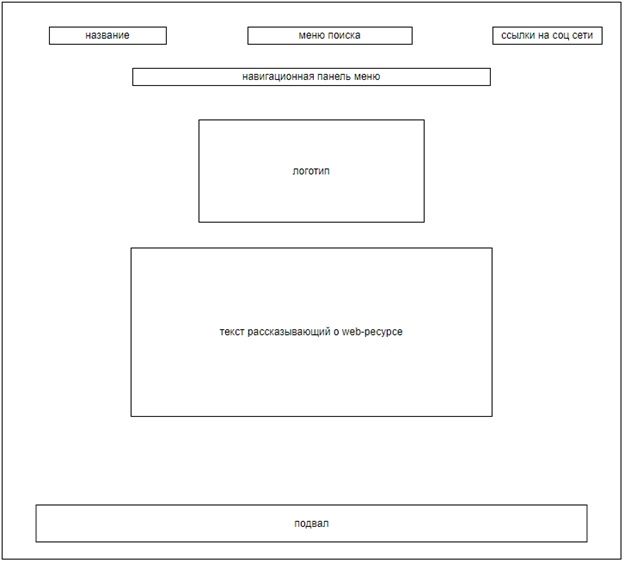 название
меню поиска
ссылки на соц сети
навигационная панель меню
логотип
текст рассказывающий о web-ресурсе
подвал